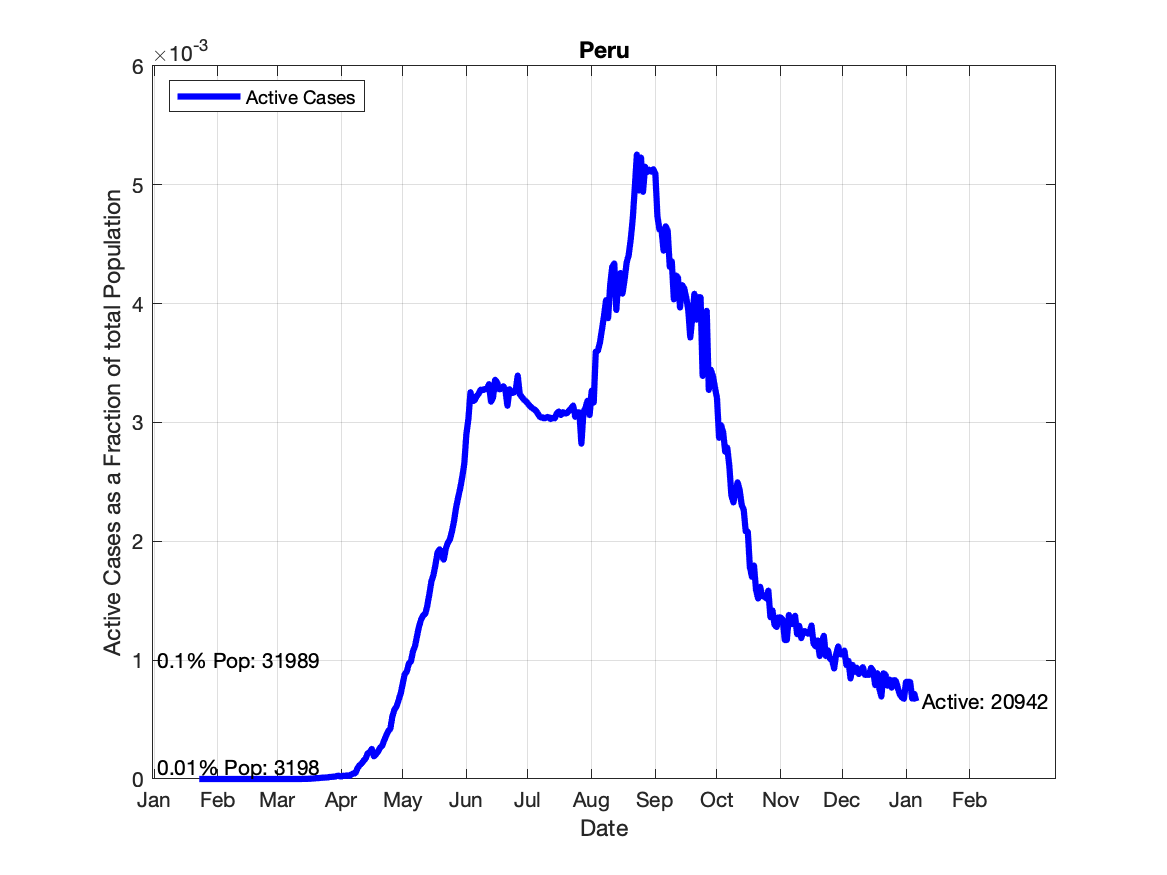 Peru
×10⁻³
6
Active Cases
5
4
3
2
1
0
0.1% Pop: 31989
0.01% Pop: 3198
Active: 20942
Active Cases as a Fraction of total Population
Jan Feb Mar Apr May Jun Jul Aug Sep Oct Nov Dec Jan Feb
Date